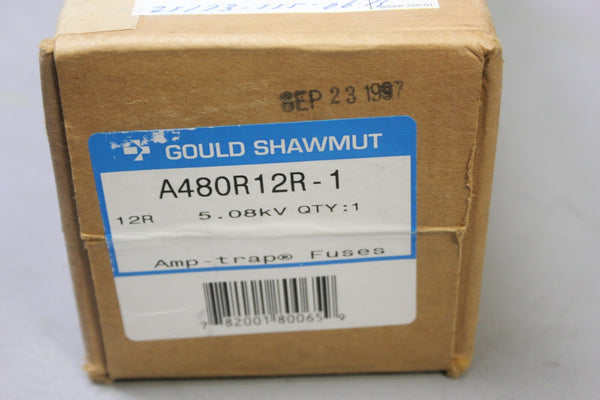 SEP 23 1997
GOULD SHAWMUT
A480R12R-1
12R 5.08kV QTY:1
Amp-trap® Fuses
7 82001 80065 9